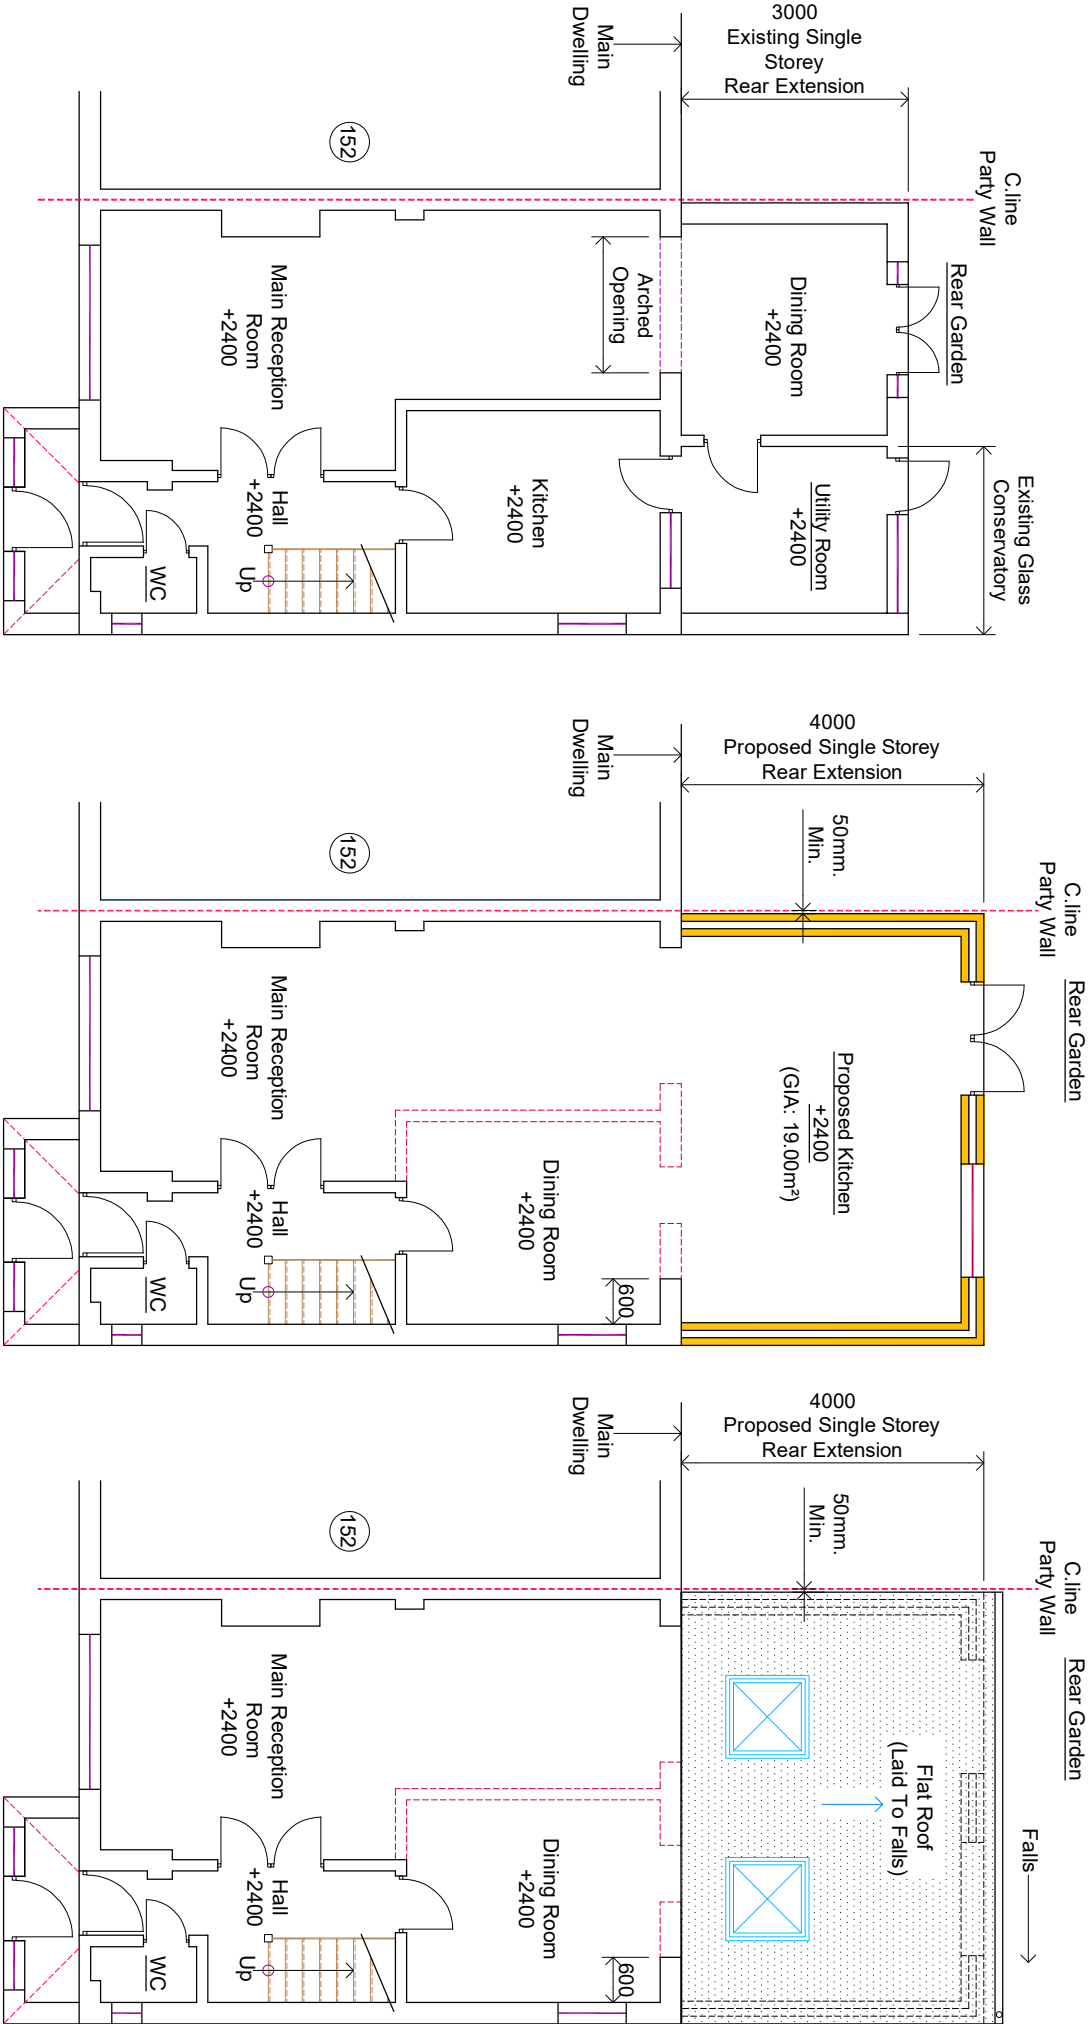 3000
Existing Single
Storey
Rear Extension
Main
Dwelling
152
C.line
Party Wall
Rear Garden
Dining Room
+2400
Arched
Opening
Main Reception
Room
+2400
Existing Glass
Conservatory
Utility Room
+2400
Kitchen
+2400
Hall
+2400
Up
WC
4000
Proposed Single Storey
Rear Extension
Main
Dwelling
50mm.
Min.
152
C.line
Party Wall
Rear Garden
Main Reception
Room
+2400
Proposed Kitchen
+2400
(GIA: 19.00m²)
Dining Room
+2400
600
Hall
+2400
Up
WC
4000
Proposed Single Storey
Rear Extension
Main
Dwelling
50mm.
Min.
152
C.line
Party Wall
Rear Garden
Main Reception
Room
+2400
Flat Roof
(Laid To Falls)
Falls
Dining Room
+2400
600
Hall
+2400
Up
WC